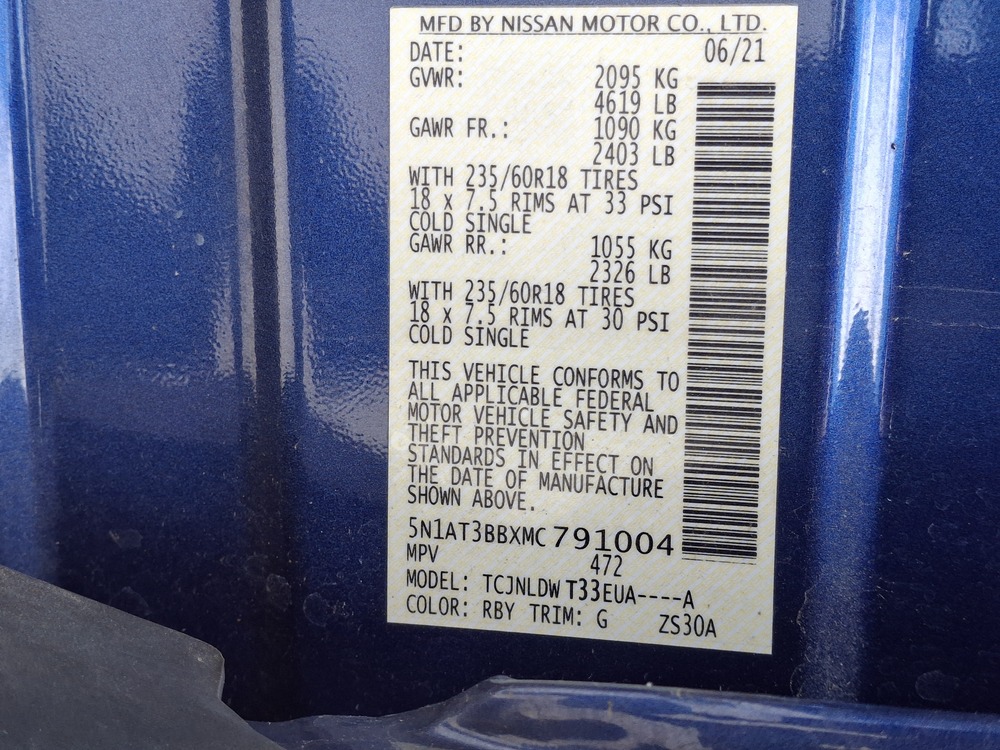 MFD BY NISSAN MOTOR CO., LTD.
DATE: 06/21
GVWR: 2095 KG
4619 LB
GAWR FR.: 1090 KG
2403 LB
WITH 235/60R18 TIRES
18 x 7.5 RIMS AT 33 PSI
COLD SINGLE
GAWR RR.: 1055 KG
2326 LB
WITH 235/60R18 TIRES
18 x 7.5 RIMS AT 30 PSI
COLD SINGLE
THIS VEHICLE CONFORMS TO
ALL APPLICABLE FEDERAL
MOTOR VEHICLE SAFETY AND
THEFT PREVENTION
STANDARDS IN EFFECT ON
THE DATE OF MANUFACTURE
SHOWN ABOVE.
5N1AT3BBXMC 791004
MPV 472
MODEL: TCJNLDW T33EUA----A
COLOR: RBY TRIM: G ZS30A